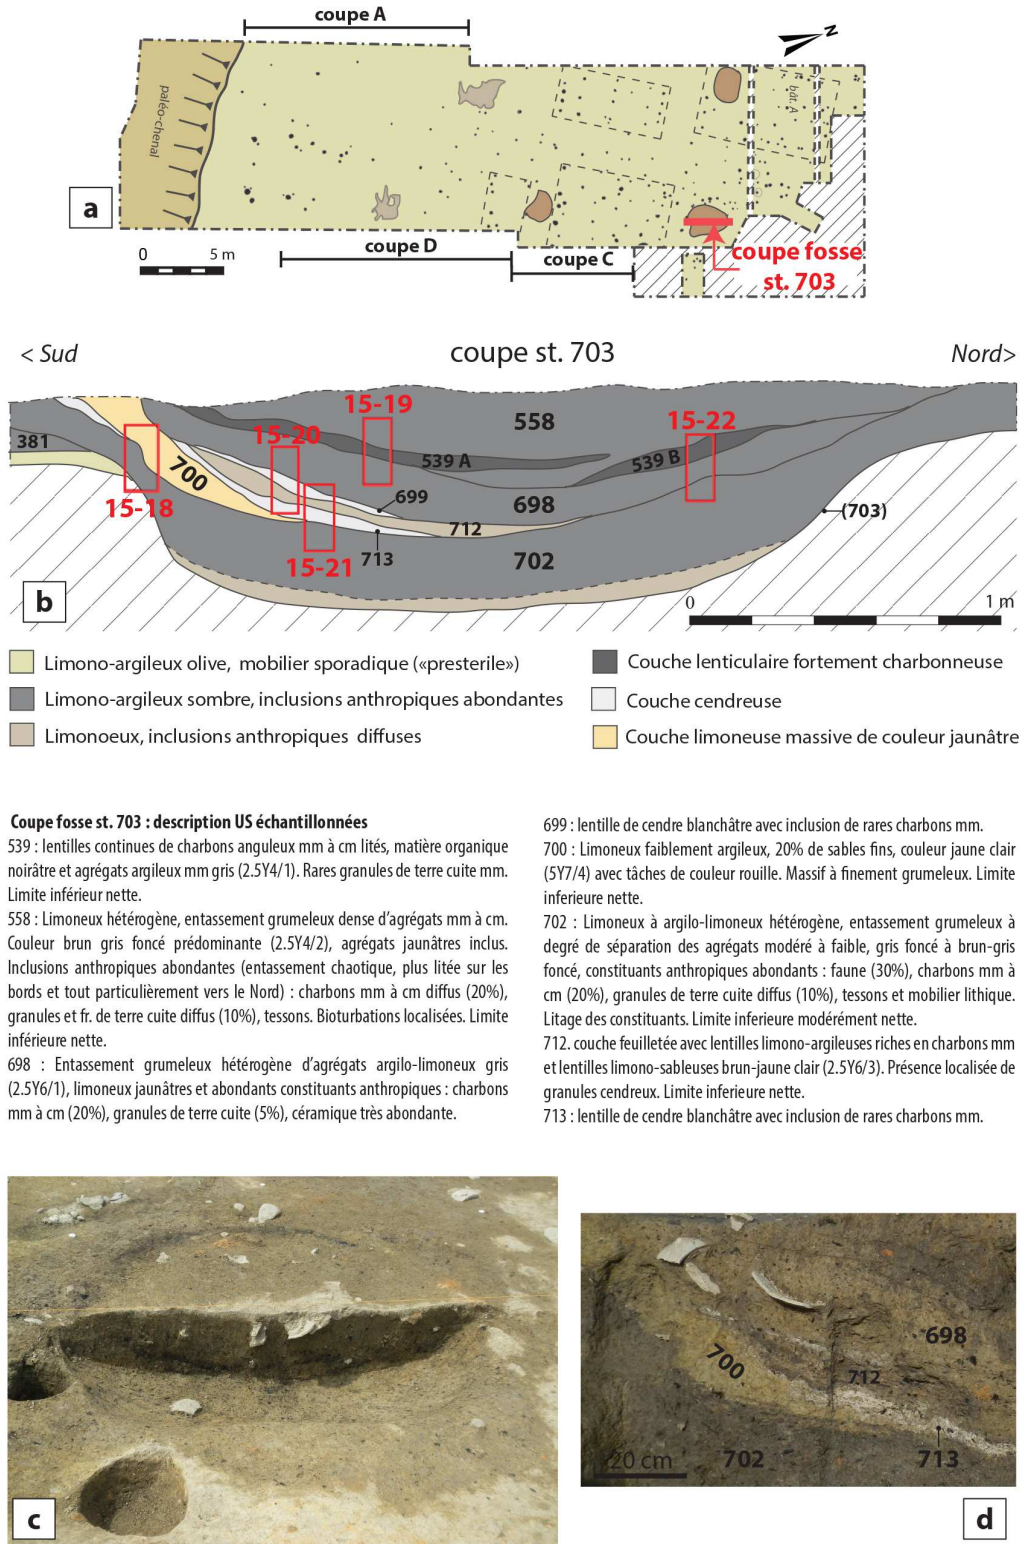 coupe A
N
paléo-chenal
bât. A
a
0 5 m
coupe D
coupe C
coupe fosse
st. 703
< Sud
coupe st. 703
Nord>
15-19
558
15-20
15-22
381
539 A
539 B
700
699
698
15-18
712
(703)
15-21
713
702
b
0 1 m
Limono-argileux olive, mobilier sporadique («presterile»)
Limono-argileux sombre, inclusions anthropiques abondantes
Limonoeux, inclusions anthropiques diffuses
Couche lenticulaire fortement charbonneuse
Couche cendreuse
Couche limoneuse massive de couleur jaunâtre
Coupe fosse st. 703 : description US échantillonnées
539 : lentilles continues de charbons anguleux mm à cm lités, matière organique
noirâtre et agrégats argileux mm gris (2.5Y4/1). Rares granules de terre cuite mm.
Limite inférieur nette.
558 : Limoneux hétérogène, entassement grumeleux dense d'agrégats mm à cm.
Couleur brun gris foncé prédominante (2.5Y4/2), agrégats jaunâtres inclus.
Inclusions anthropiques abondantes (entassement chaotique, plus litée sur les
bords et tout particulièrement vers le Nord) : charbons mm à cm diffus (20%),
granules et fr. de terre cuite diffus (10%), tessons. Bioturbations localisées. Limite
inférieure nette.
698 : Entassement grumeleux hétérogène d'agrégats argilo-limoneux gris
(2.5Y6/1), limoneux jaunâtres et abondants constituants anthropiques : charbons
mm à cm (20%), granules de terre cuite (5%), céramique très abondante.
699 : lentille de cendre blanchâtre avec inclusion de rares charbons mm.
700 : Limoneux faiblement argileux, 20% de sables fins, couleur jaune clair
(5Y7/4) avec tâches de couleur rouille. Massif à finement grumeleux. Limite
inferieure nette.
702 : Limoneux à argilo-limoneux hétérogène, entassement grumeleux à
degré de séparation des agrégats modéré à faible, gris foncé à brun-gris
foncé, constituants anthropiques abondants : faune (30%), charbons mm à
cm (20%), granules de terre cuite diffus (10%), tessons et mobilier lithique.
Litage des constituants. Limite inferieure modérément nette.
712. couche feuilletée avec lentilles limono-argileuses riches en charbons mm
et lentilles limono-sableuses brun-jaune clair (2.5Y6/3). Présence localisée de
granules cendreux. Limite inferieure nette.
713 : lentille de cendre blanchâtre avec inclusion de rares charbons mm.
c
698
700
712
20 cm
702
713
d